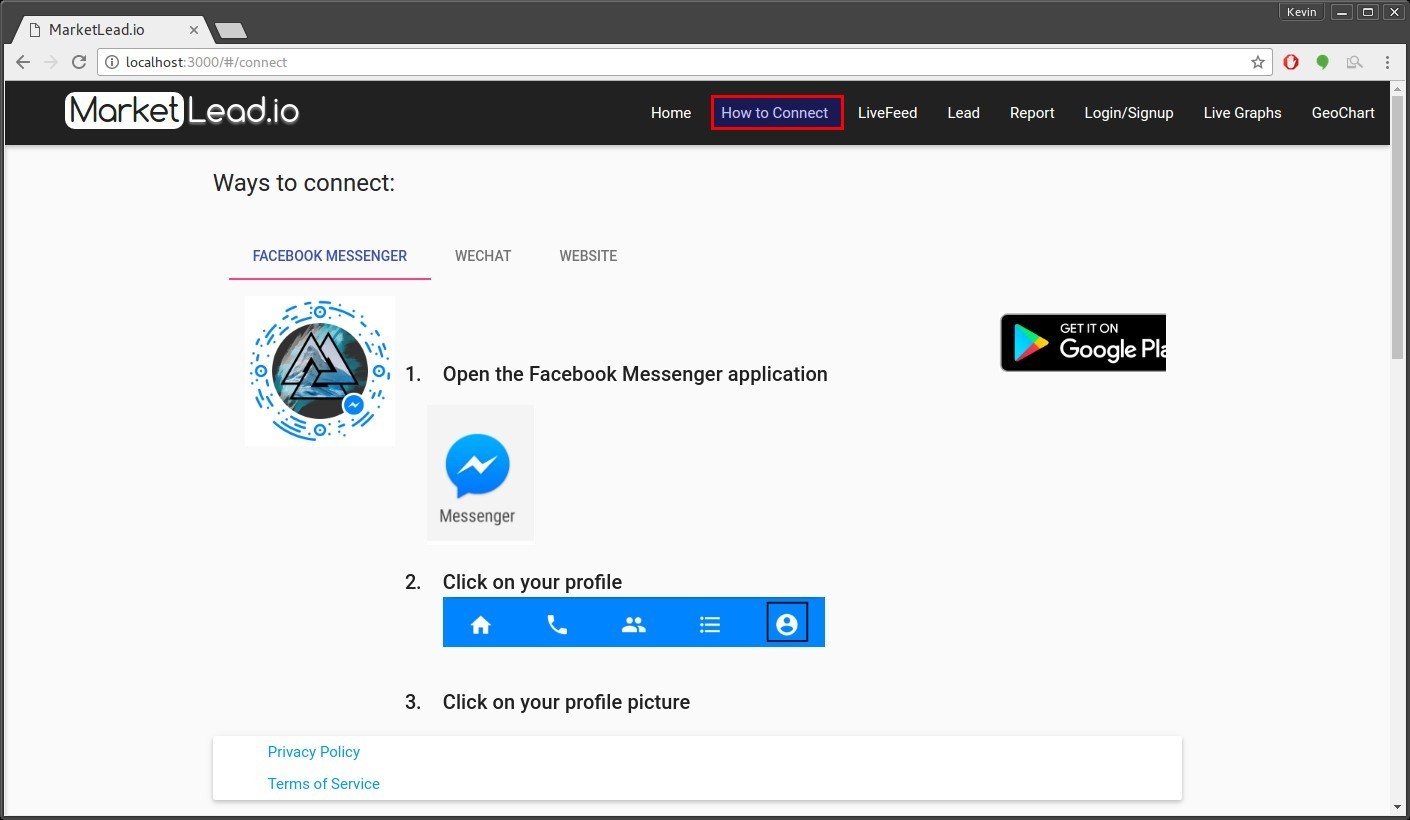 Kevin
MarketLead.io
localhost:3000/#/connect
MarketLead.io
Home How to Connect LiveFeed Lead Report Login/Signup Live Graphs GeoChart
Ways to connect:
FACEBOOK MESSENGER WECHAT WEBSITE
GET IT ON
Google Pla
1. Open the Facebook Messenger application
Messenger
2. Click on your profile
3. Click on your profile picture
Privacy Policy
Terms of Service